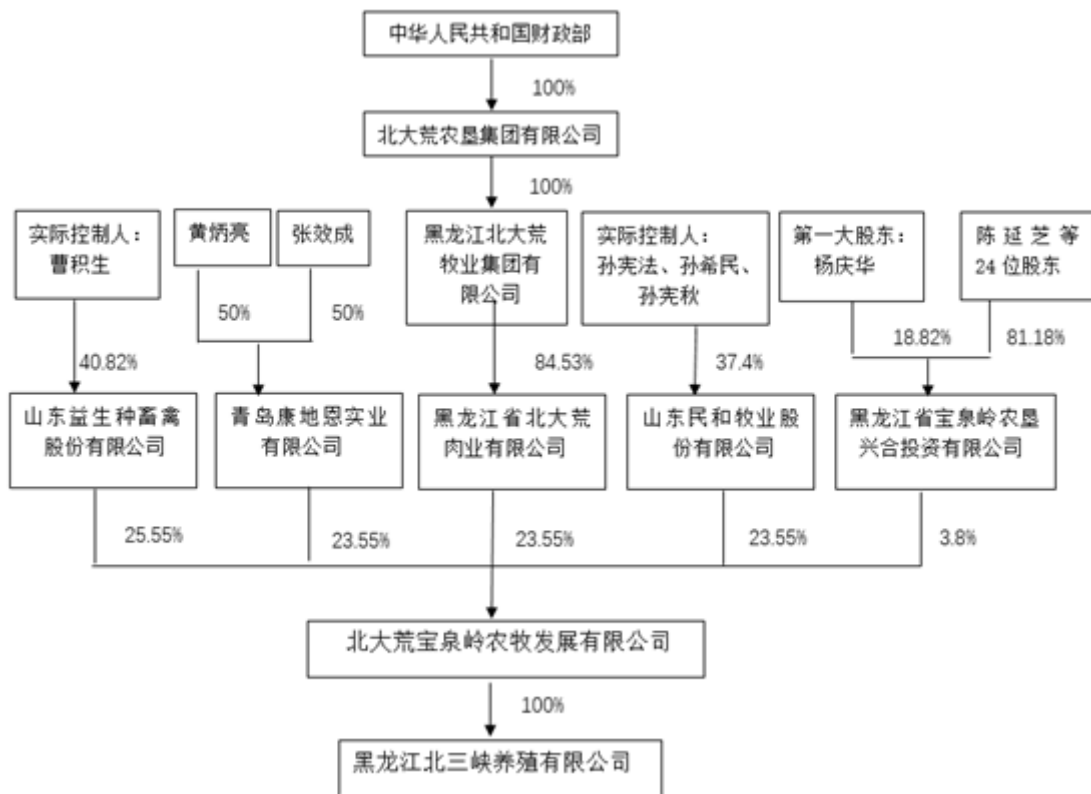 中华人民共和国财政部
100%
北大荒农垦集团有限公司
100%
实际控制人：
曹积生
黄炳亮
张效成
黑龙江北大荒
牧业集团有
限公司
实际控制人：
孙宪法、孙希民、
孙宪秋
第一大股东：
杨庆华
陈延芝等
24位股东
40.82%
50%
50%
84.53%
37.4%
18.82%
81.18%
山东益生种畜禽
股份有限公司
青岛康地恩实业
有限公司
黑龙江省北大荒
肉业有限公司
山东民和牧业股
份有限公司
黑龙江省宝泉岭农垦
兴合投资有限公司
25.55%
23.55%
23.55%
23.55%
3.8%
北大荒宝泉岭农牧发展有限公司
100%
黑龙江北三峡养殖有限公司